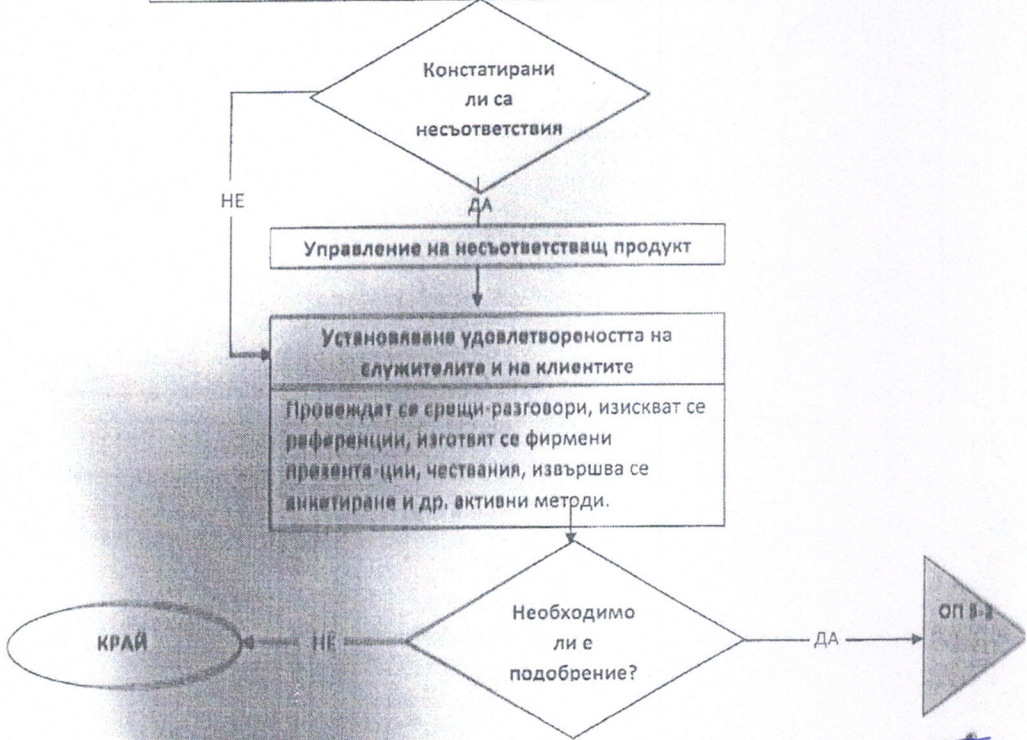 Констатирани
ли са
несъответствия
НЕ
ДА
Управление на несъответстващ продукт
Установяване удовлетвореността на
служителите и на клиентите
Провеждат се срещи-разговори, изискват се
референции, изготвят се фирмени
презента-ции, чествания, извършва се
анкетиране и др. активни методи.
Необходимо
ли е
подобрение?
КРАЙ
НЕ
ДА
ОП